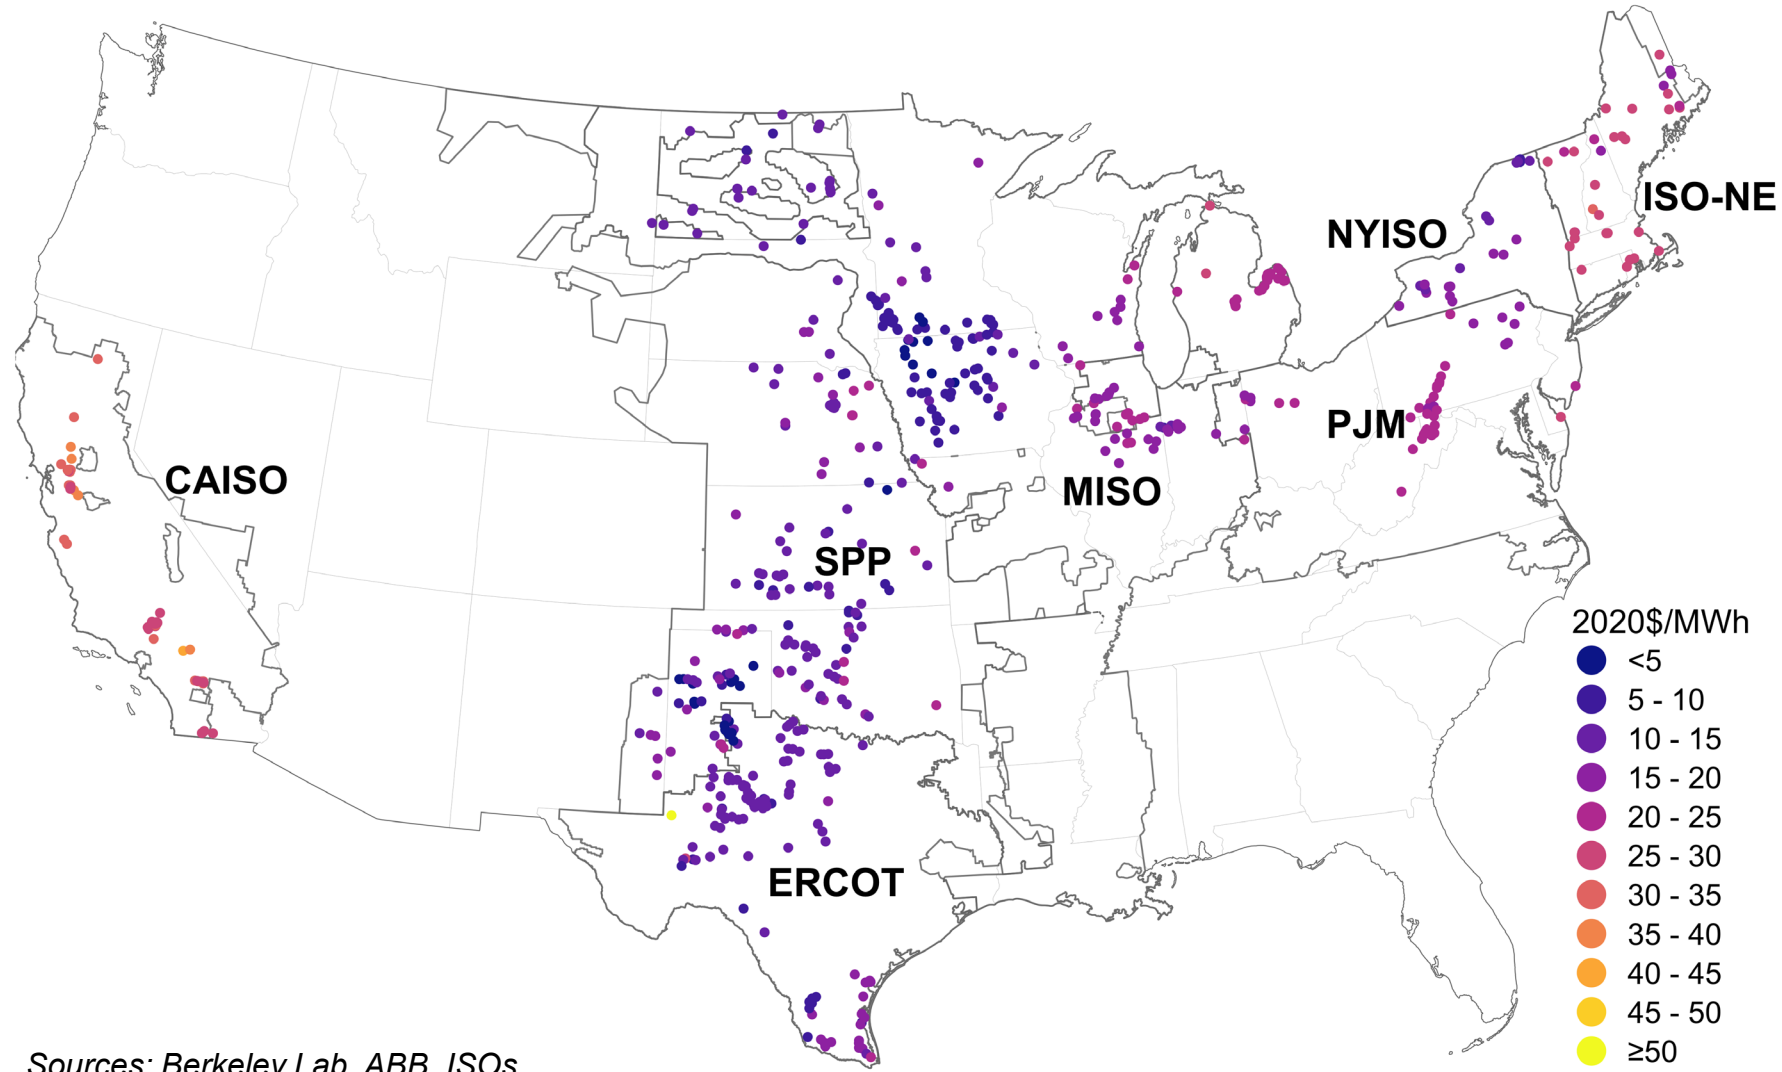 ISO-NE
NYISO
PJM
CAISO
MISO
SPP
ERCOT
2020$/MWh
<5
5 - 10
10 - 15
15 - 20
20 - 25
25 - 30
30 - 35
35 - 40
40 - 45
45 - 50
≥50
Sources: Berkeley Lab, ABB, ISOs